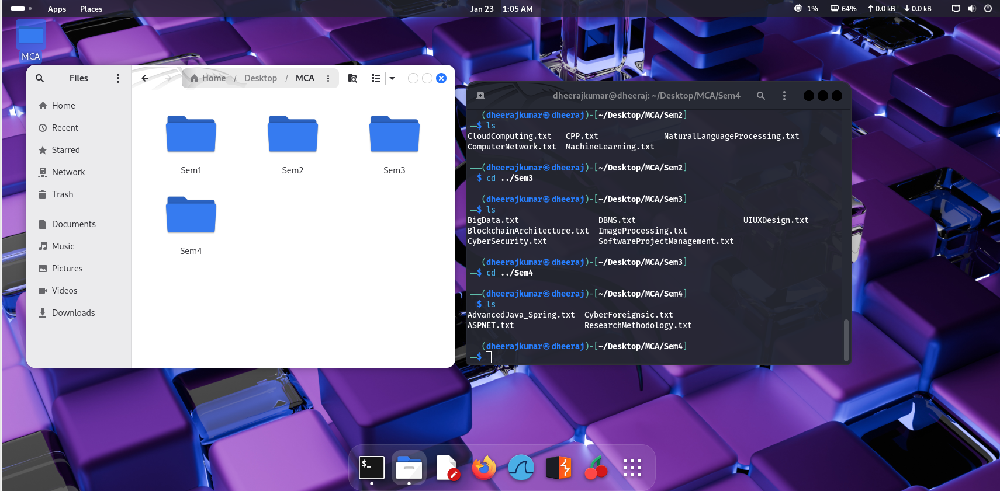 Apps Places Jan 23 1:05 AM 1% 64% ↑ 0.0 kB ↓ 0.0 kB
MCA
Files
Home / Desktop / MCA
Home
Recent
Starred
Network
Trash
Documents
Music
Pictures
Videos
Downloads
Sem1 Sem2 Sem3
Sem4
dheerajkumar@dheeraj: ~/Desktop/MCA/Sem4
┌──(dheerajkumar㉿dheeraj)-[~/Desktop/MCA/Sem2]
└─$ ls
CloudComputing.txt CPP.txt NaturalLanguageProcessing.txt
ComputerNetwork.txt MachineLearning.txt
┌──(dheerajkumar㉿dheeraj)-[~/Desktop/MCA/Sem2]
└─$ cd ../Sem3
┌──(dheerajkumar㉿dheeraj)-[~/Desktop/MCA/Sem3]
└─$ ls
BigData.txt DBMS.txt UIUXDesign.txt
BlockchainArchitecture.txt ImageProcessing.txt
CyberSecurity.txt SoftwareProjectManagement.txt
┌──(dheerajkumar㉿dheeraj)-[~/Desktop/MCA/Sem3]
└─$ cd ../Sem4
┌──(dheerajkumar㉿dheeraj)-[~/Desktop/MCA/Sem4]
└─$ ls
AdvancedJava_Spring.txt CyberForeignsic.txt
ASPNET.txt ResearchMethodology.txt
┌──(dheerajkumar㉿dheeraj)-[~/Desktop/MCA/Sem4]
└─$
$_